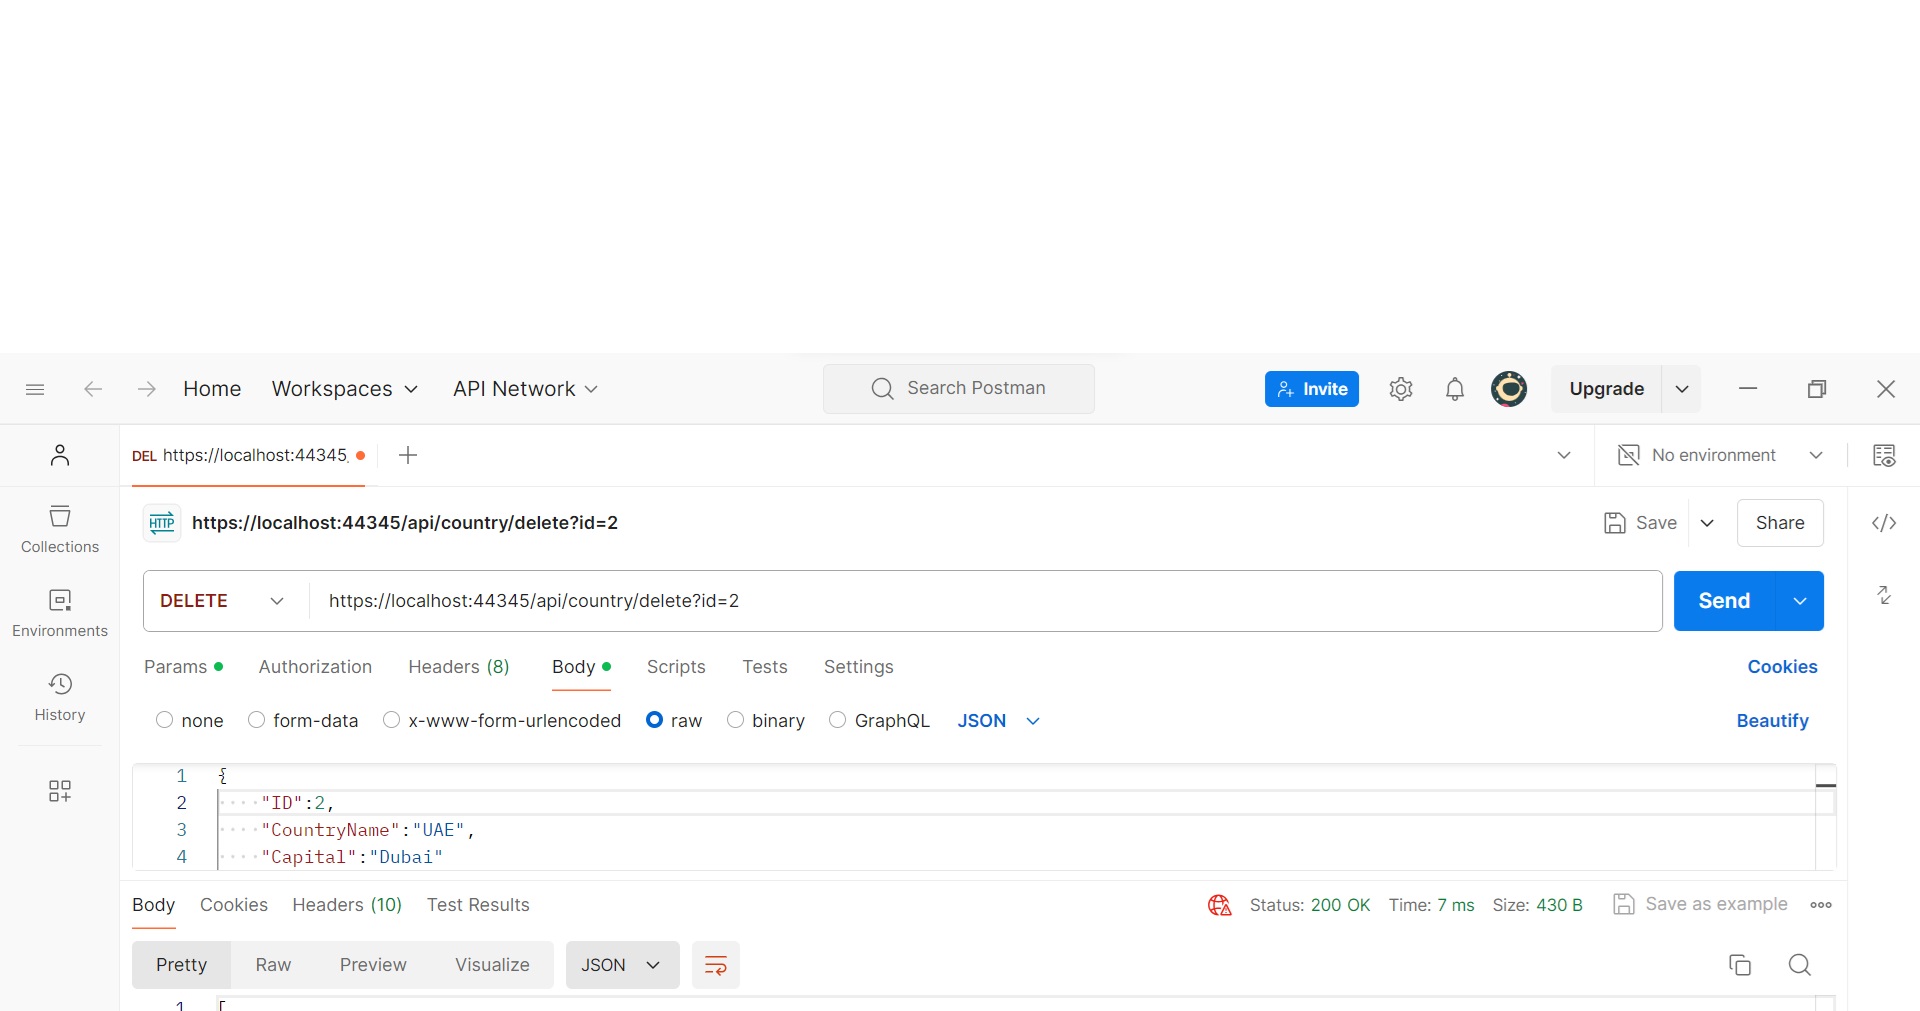 Home Workspaces API Network Search Postman Invite Upgrade
DEL https://localhost:44345. No environment
HTTP https://localhost:44345/api/country/delete?id=2 Save Share
Collections
DELETE https://localhost:44345/api/country/delete?id=2 Send
Environments
Params Authorization Headers (8) Body Scripts Tests Settings Cookies
History
none form-data x-www-form-urlencoded raw binary GraphQL JSON Beautify
1 {
2 "ID":2,
3 "CountryName":"UAE",
4 "Capital":"Dubai"
Body Cookies Headers (10) Test Results Status: 200 OK Time: 7 ms Size: 430 B Save as example
Pretty Raw Preview Visualize JSON
1 [